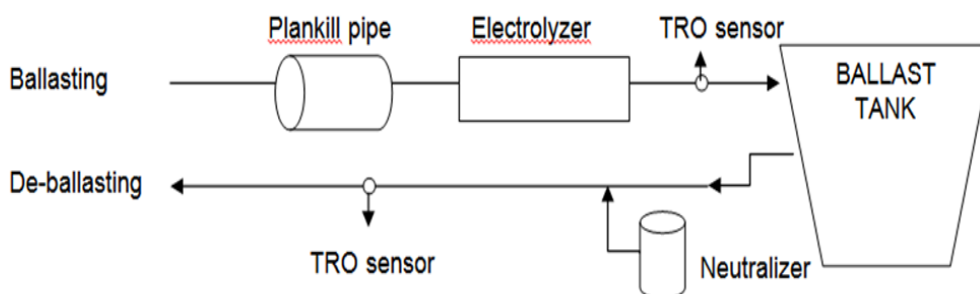 Plankill pipe
Electrolyzer
TRO sensor
Ballasting
BALLAST
TANK
De-ballasting
TRO sensor
Neutralizer